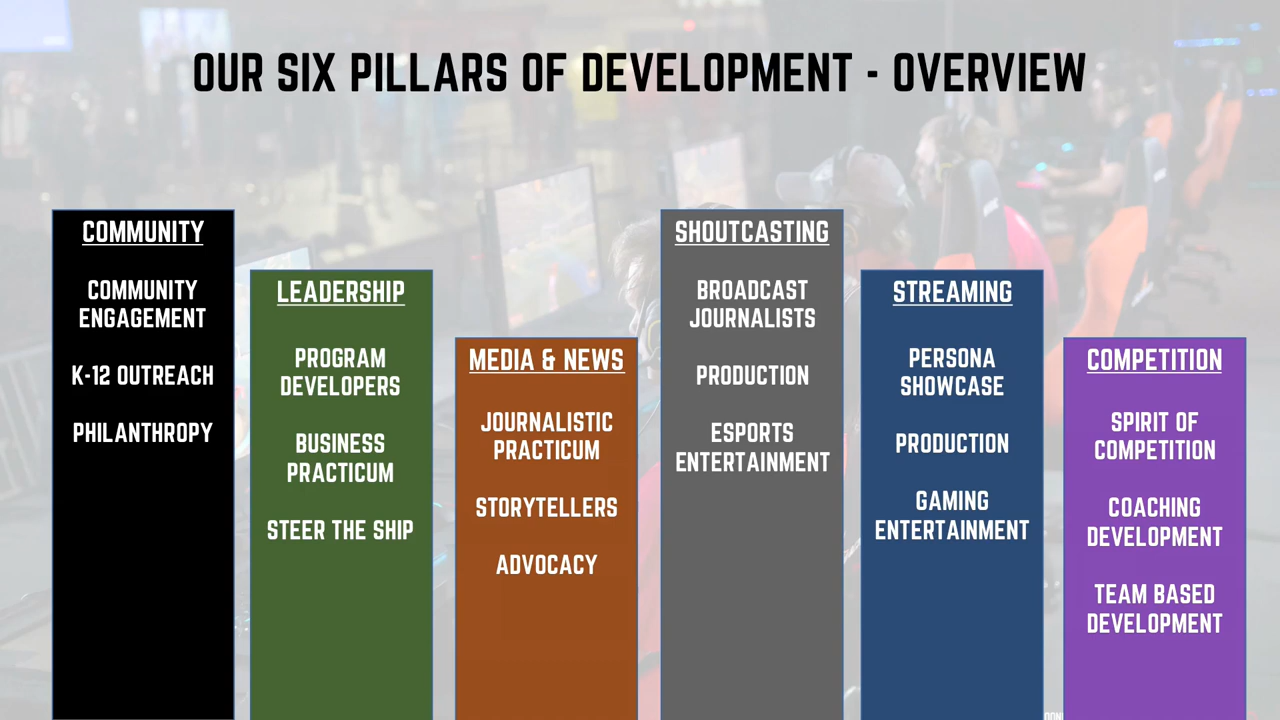 OUR SIX PILLARS OF DEVELOPMENT - OVERVIEW
COMMUNITY
COMMUNITY
ENGAGEMENT
K-12 OUTREACH
PHILANTHROPY
LEADERSHIP
PROGRAM
DEVELOPERS
BUSINESS
PRACTICUM
STEER THE SHIP
MEDIA & NEWS
JOURNALISTIC
PRACTICUM
STORYTELLERS
ADVOCACY
SHOUTCASTING
BROADCAST
JOURNALISTS
PRODUCTION
ESPORTS
ENTERTAINMENT
STREAMING
PERSONA
SHOWCASE
PRODUCTION
GAMING
ENTERTAINMENT
COMPETITION
SPIRIT OF
COMPETITION
COACHING
DEVELOPMENT
TEAM BASED
DEVELOPMENT